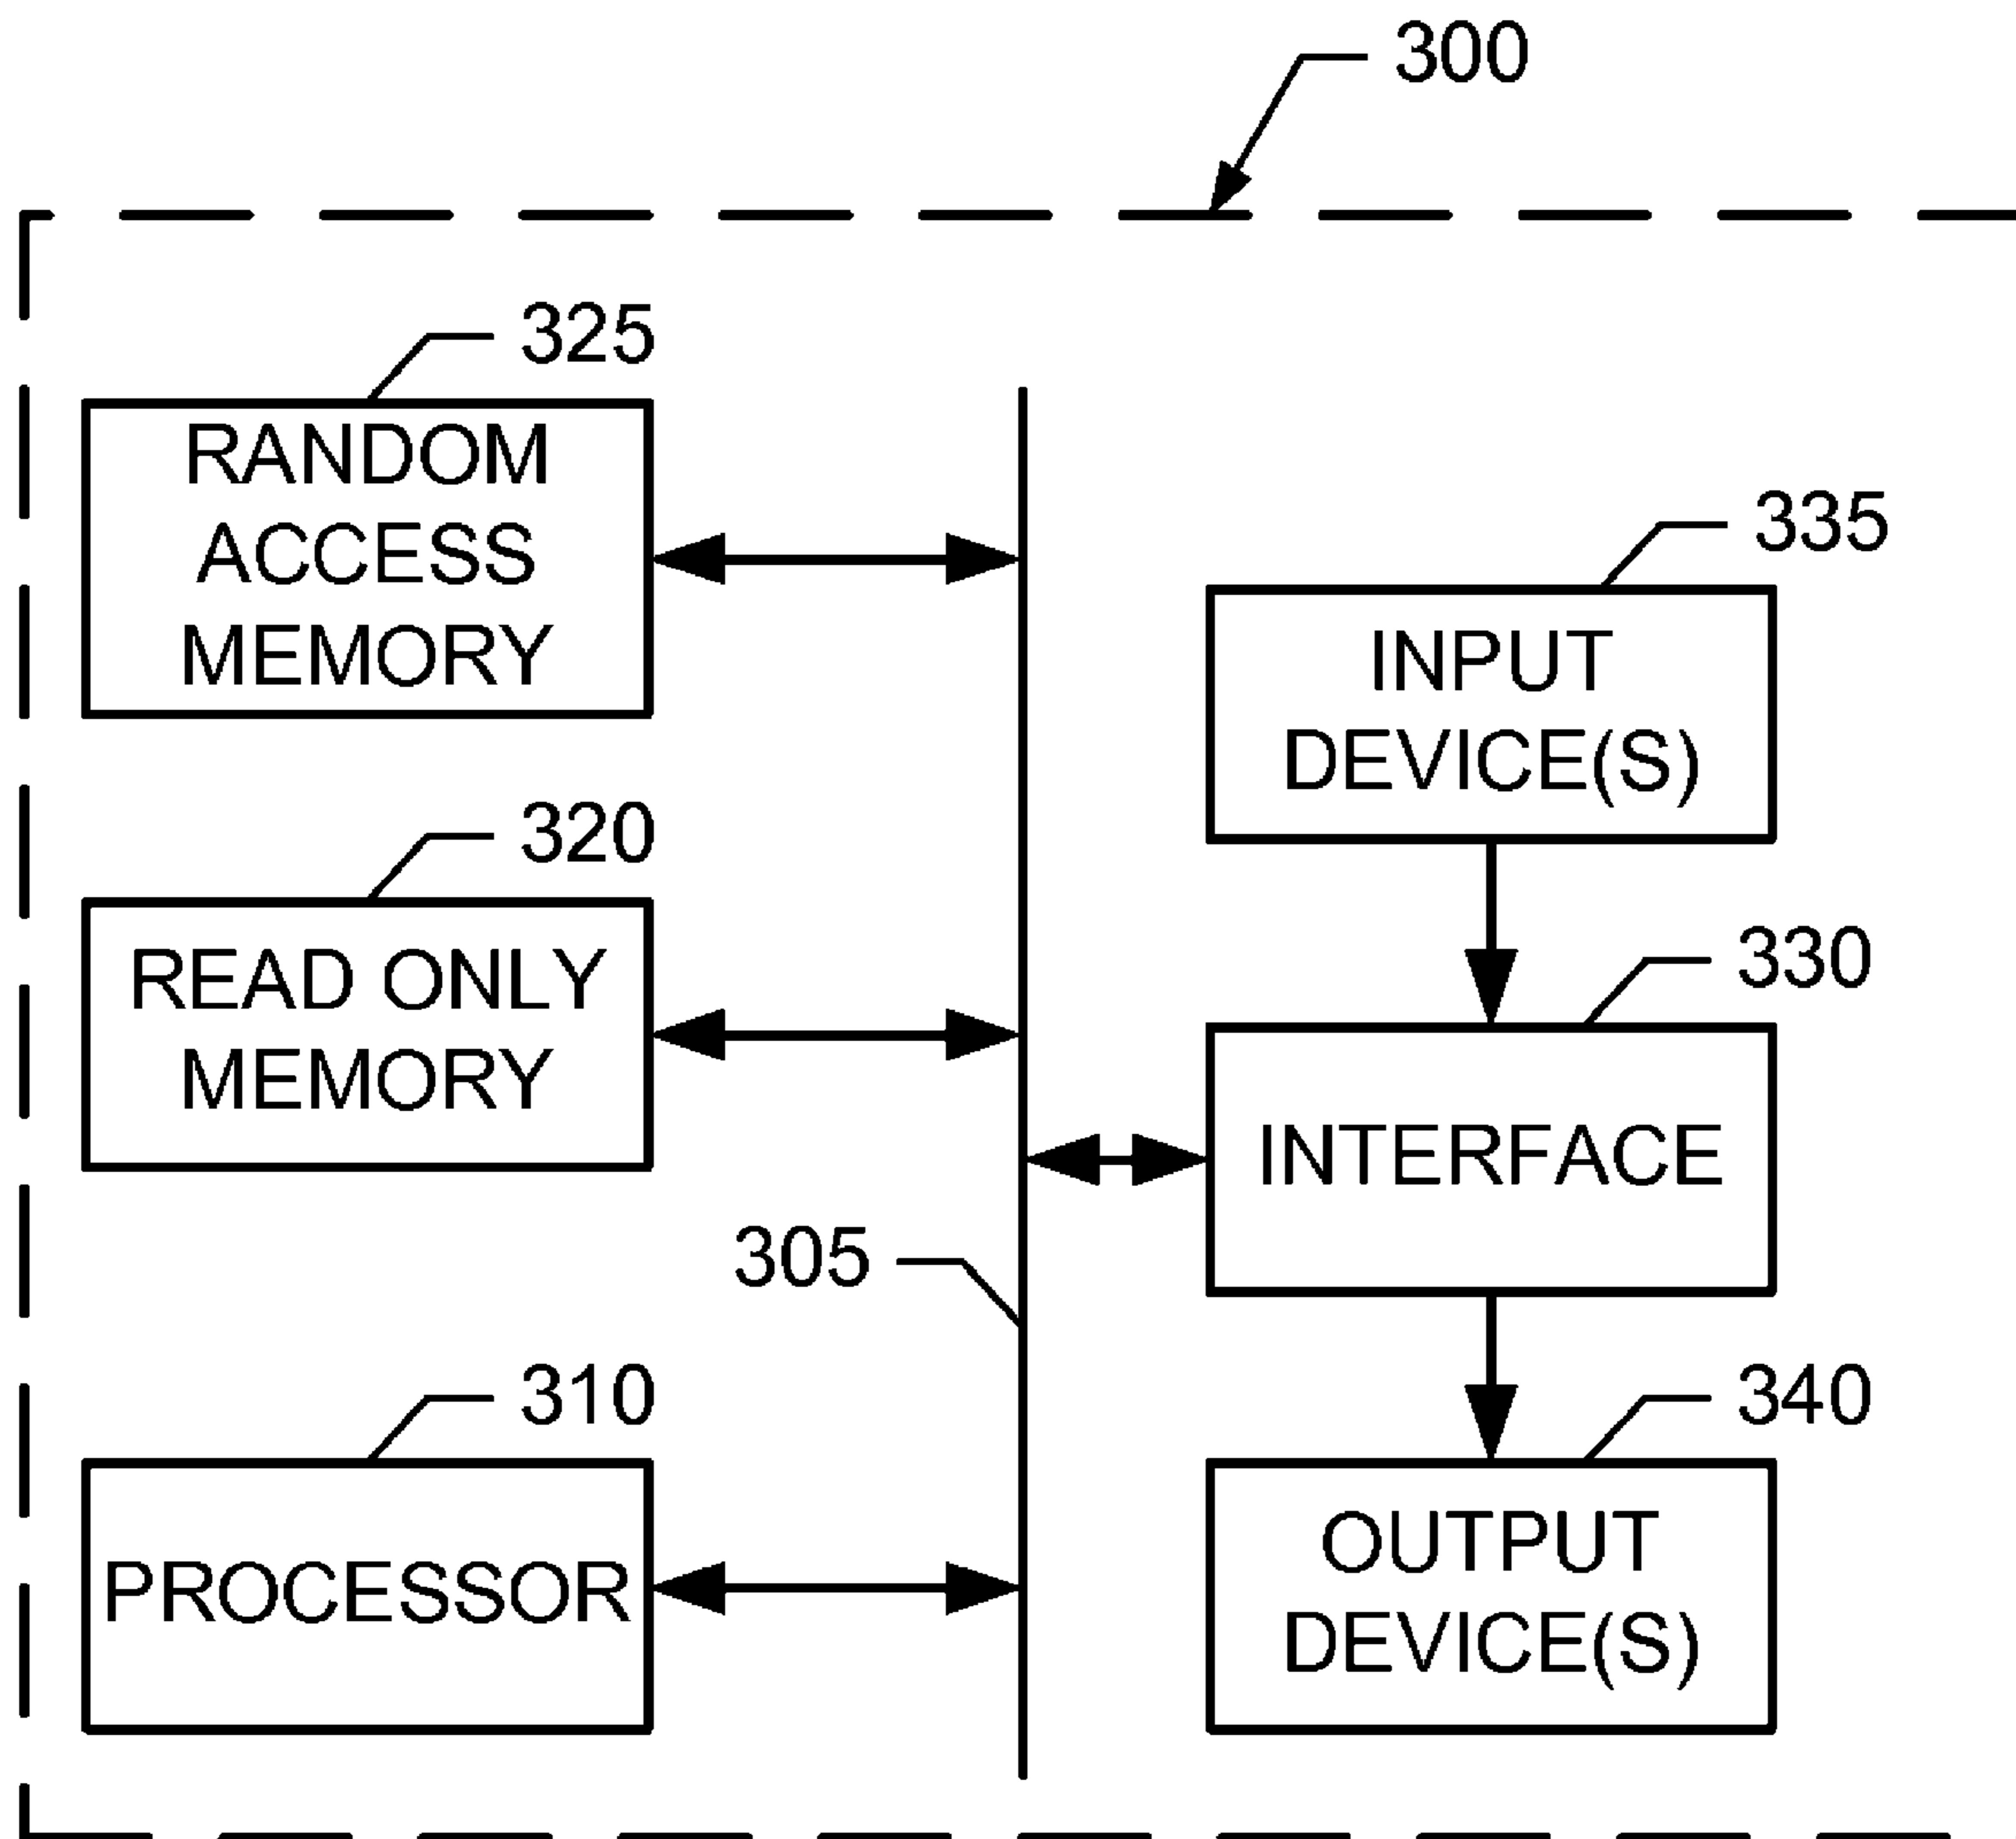 300
325
RANDOM
ACCESS
MEMORY
335
INPUT
DEVICE(S)
320
READ ONLY
MEMORY
330
INTERFACE
305
310
PROCESSOR
340
OUTPUT
DEVICE(S)